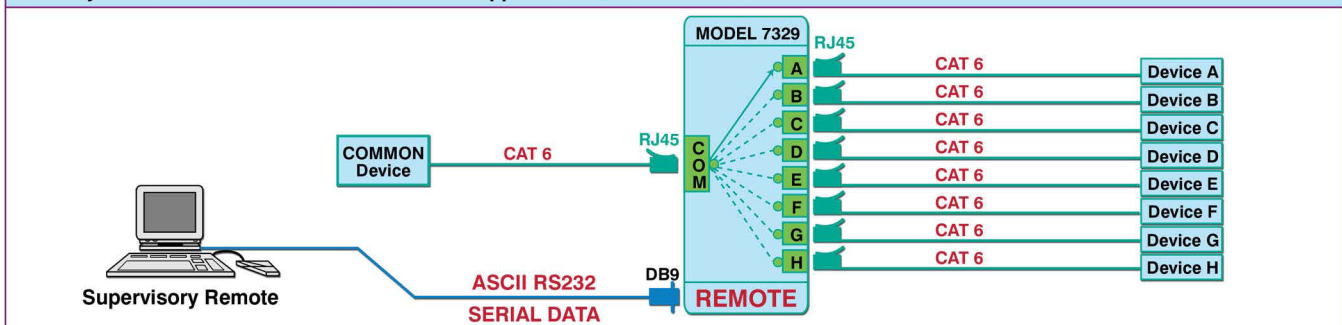 MODEL 7329
RJ45
A
CAT 6
Device A
B
CAT 6
Device B
C
CAT 6
Device C
D
CAT 6
Device D
E
CAT 6
Device E
F
CAT 6
Device F
G
CAT 6
Device G
H
CAT 6
Device H
COMMON
Device
CAT 6
RJ45
COM
Supervisory Remote
ASCII RS232
SERIAL DATA
DB9
REMOTE